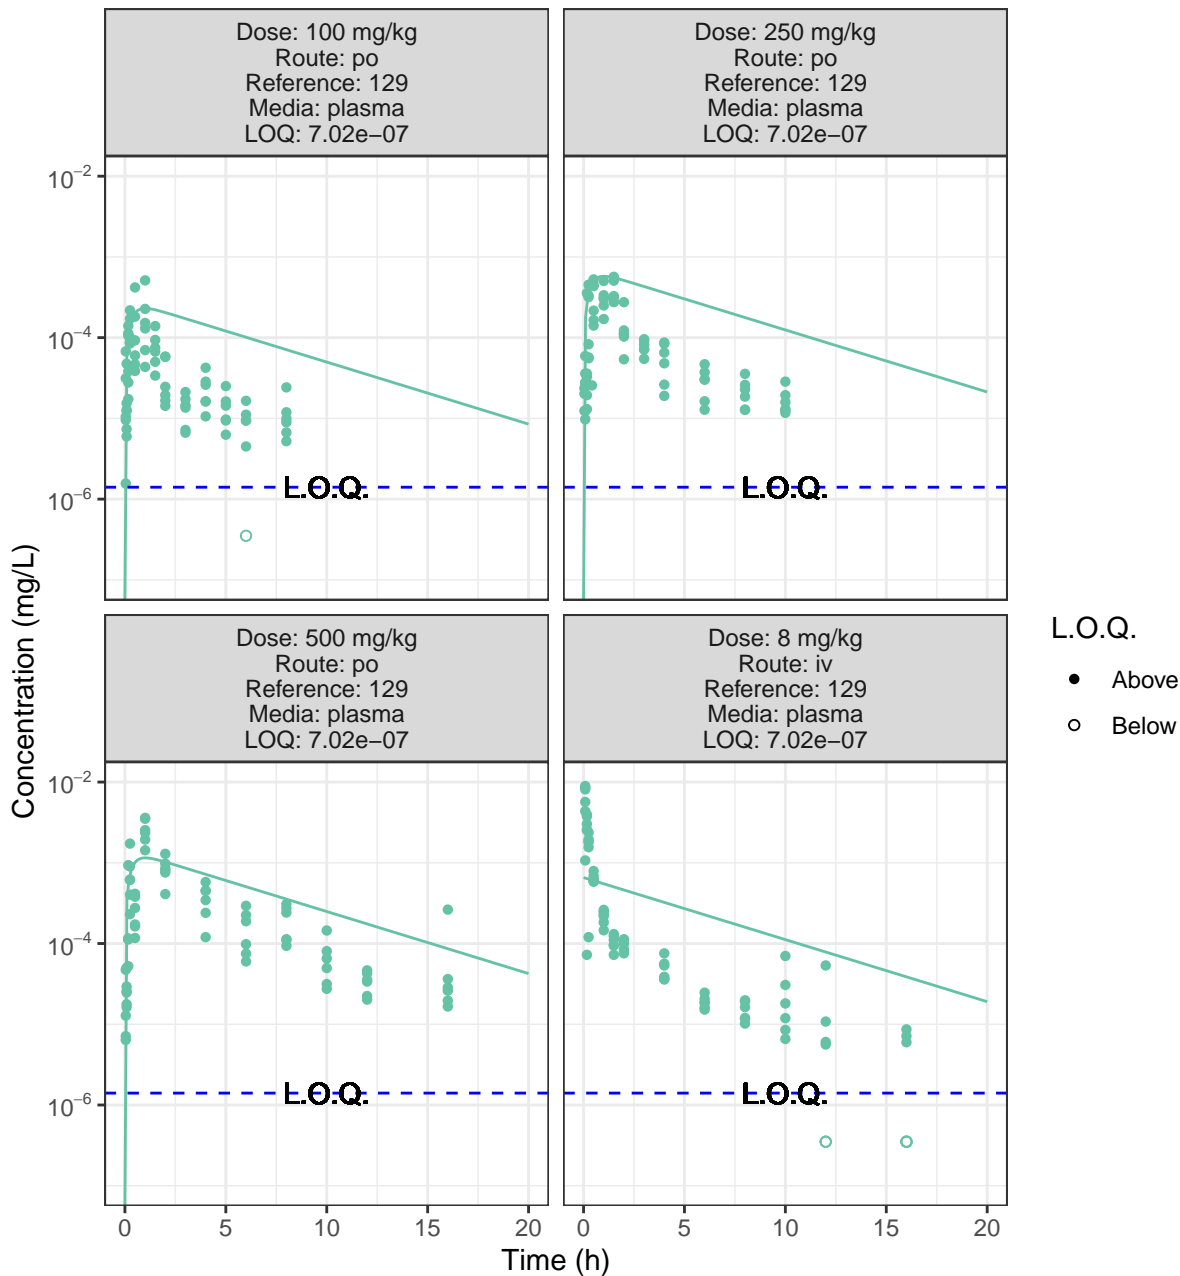 Dose: 100 mg/kg
Route: po
Reference: 129
Media: plasma
LOQ: 7.02e−07
Dose: 250 mg/kg
Route: po
Reference: 129
Media: plasma
LOQ: 7.02e−07
10⁻²
10⁻⁴
10⁻⁶
L.O.Q.
L.O.Q.
Dose: 500 mg/kg
Route: po
Reference: 129
Media: plasma
LOQ: 7.02e−07
Dose: 8 mg/kg
Route: iv
Reference: 129
Media: plasma
LOQ: 7.02e−07
10⁻²
10⁻⁴
10⁻⁶
L.O.Q.
L.O.Q.
0 5 10 15 20
0 5 10 15 20
Time (h)
Concentration (mg/L)
L.O.Q.
Above
Below